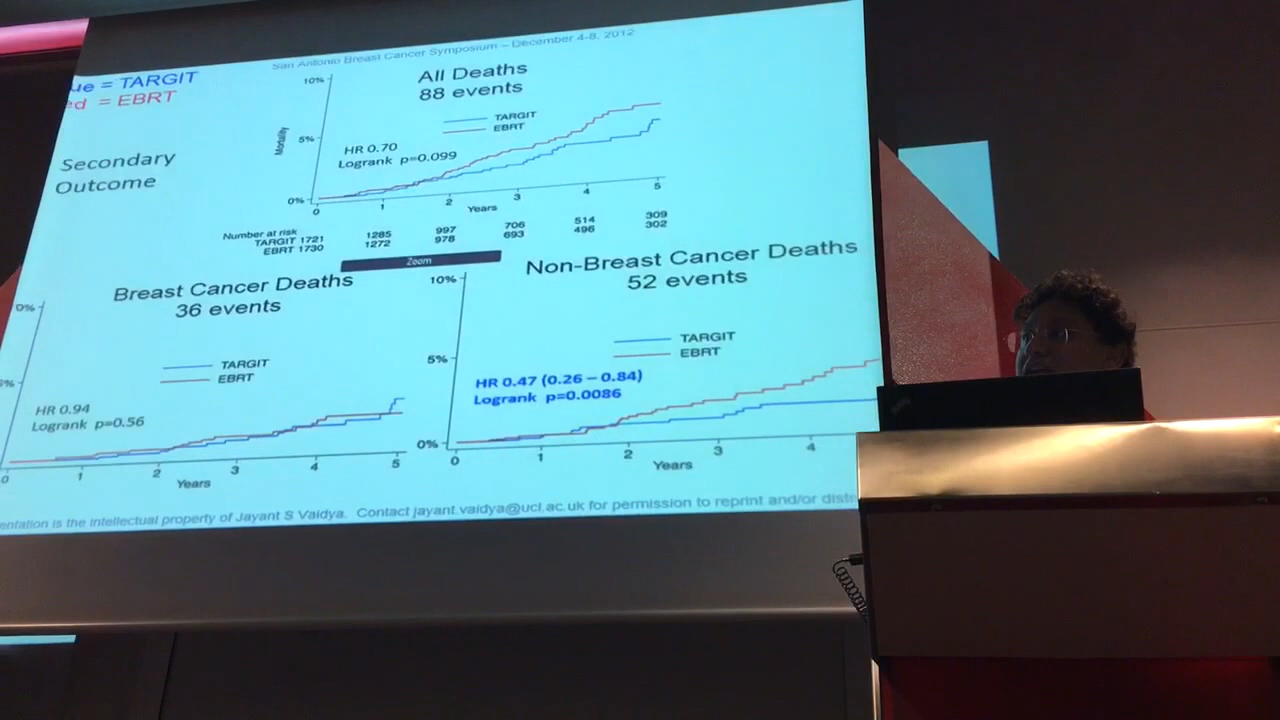 San Antonio Breast Cancer Symposium – December 4-8, 2012
ue = TARGIT
ed = EBRT
Secondary
Outcome
All Deaths
88 events
10%
5%
0%
Mortality
TARGIT
EBRT
HR 0.70
Logrank p=0.099
0 1 2 3 4 5
Years
Number at risk
TARGIT 1721 1285 997 706 514 309
EBRT 1730 1272 978 693 496 302
Zoom
Breast Cancer Deaths
36 events
0%
%
TARGIT
EBRT
HR 0.94
Logrank p=0.56
0 1 2 3 4 5
Years
Non-Breast Cancer Deaths
52 events
10%
5%
0%
TARGIT
EBRT
HR 0.47 (0.26 – 0.84)
Logrank p=0.0086
0 1 2 3 4
Years
entation is the intellectual property of Jayant S Vaidya. Contact jayant.vaidya@ucl.ac.uk for permission to reprint and/or distri